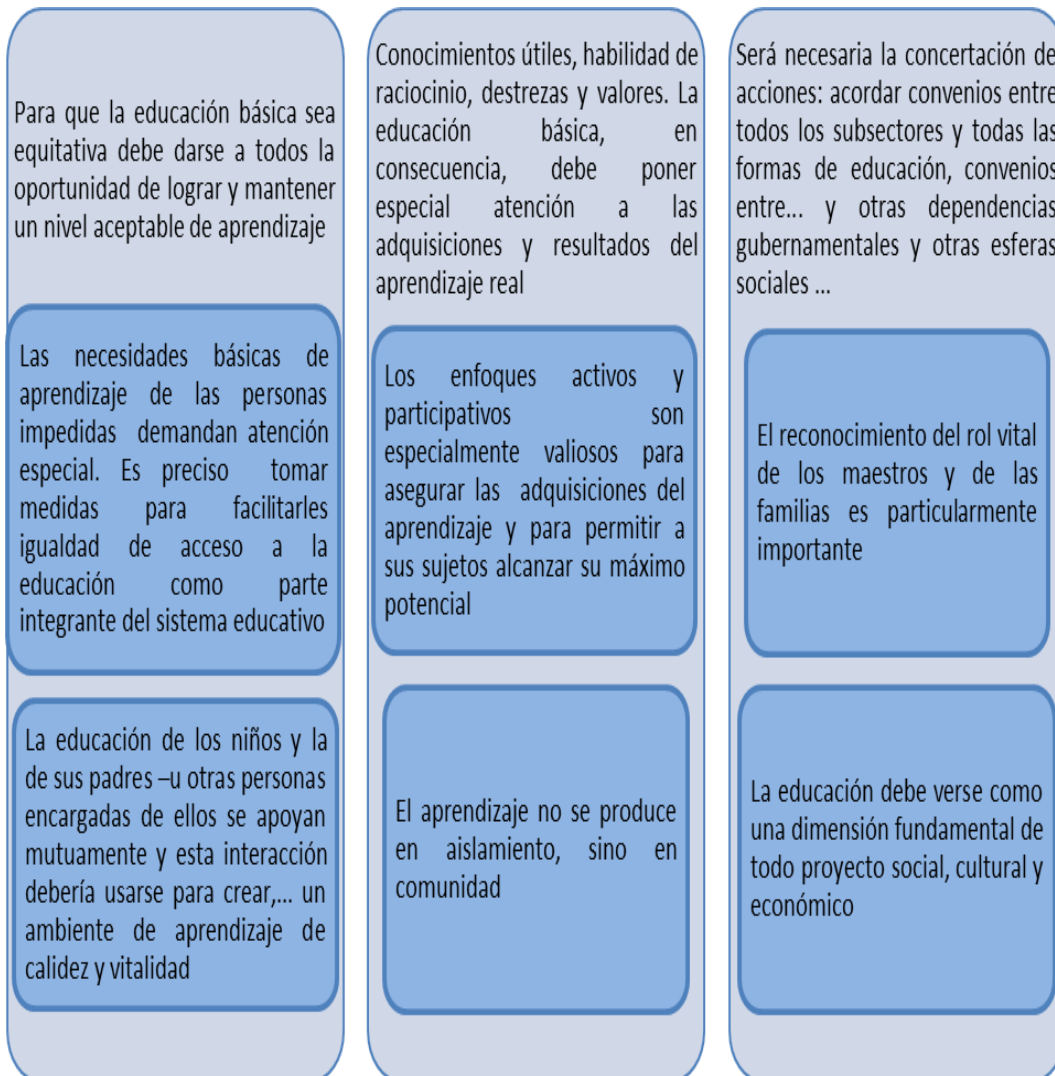 Para que la educación básica sea
equitativa debe darse a todos la
oportunidad de lograr y mantener
un nivel aceptable de aprendizaje
Las necesidades básicas de
aprendizaje de las personas
impedidas demandan atención
especial. Es preciso tomar
medidas para facilitarles
igualdad de acceso a la
educación como parte
integrante del sistema educativo
La educación de los niños y la
de sus padres –u otras personas
encargadas de ellos se apoyan
mutuamente y esta interacción
debería usarse para crear,... un
ambiente de aprendizaje de
calidez y vitalidad
Conocimientos útiles, habilidad de
raciocinio, destrezas y valores. La
educación básica, en
consecuencia, debe poner
especial atención a las
adquisiciones y resultados del
aprendizaje real
Los enfoques activos y
participativos son
especialmente valiosos para
asegurar las adquisiciones del
aprendizaje y para permitir a
sus sujetos alcanzar su máximo
potencial
El aprendizaje no se produce
en aislamiento, sino en
comunidad
Será necesaria la concertación de
acciones: acordar convenios entre
todos los subsectores y todas las
formas de educación, convenios
entre... y otras dependencias
gubernamentales y otras esferas
sociales ...
El reconocimiento del rol vital
de los maestros y de las
familias es particularmente
importante
La educación debe verse como
una dimensión fundamental de
todo proyecto social, cultural y
económico